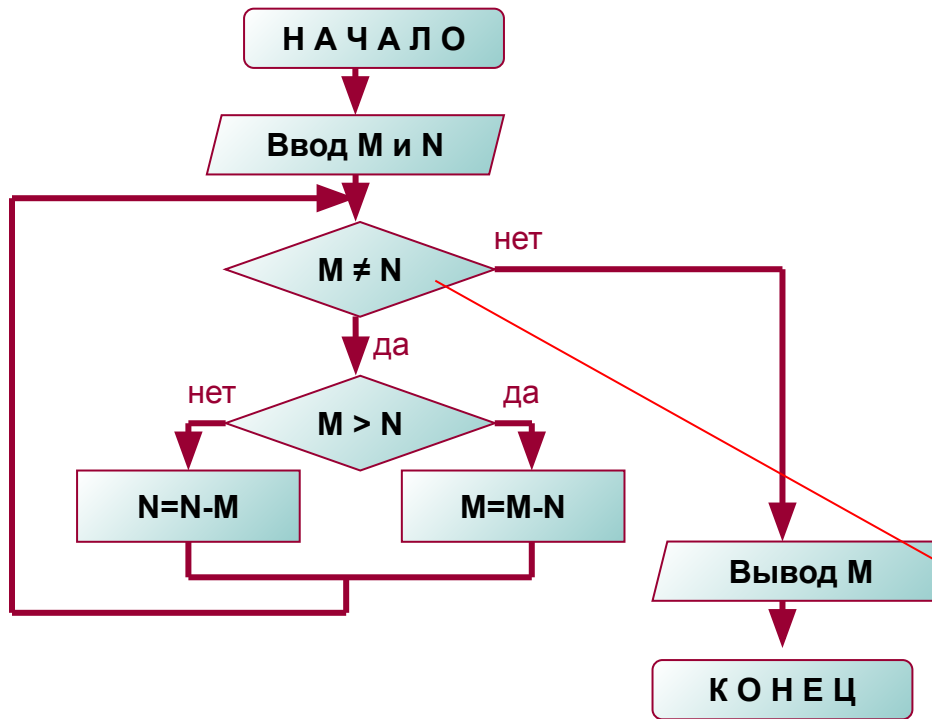 Н А Ч А Л О
Ввод M и N
M ≠ N
нет
да
M > N
нет
да
N=N-M
M=M-N
Вывод M
К О Н Е Ц